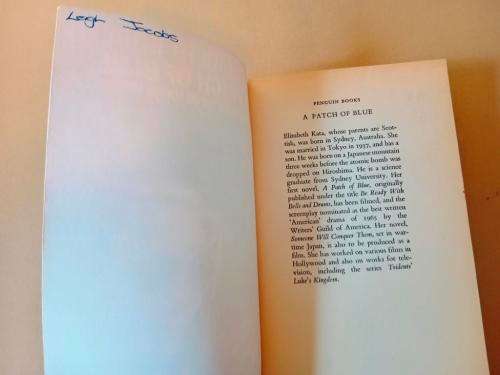 Leigh Jacobs
PENGUIN BOOKS
A PATCH OF BLUE
Elizabeth Kata, whose parents are Scot-
tish, was born in Sydney, Australia. She
was married in Tokyo in 1937, and has a
son. He was born on a Japanese mountain
three weeks before the atomic bomb was
dropped on Hiroshima. He is a science
graduate from Sydney University. Her
first novel, A Patch of Blue, originally
published under the title Be Ready With
Bells and Drums, has been filmed, and the
screenplay nominated as the best written
'American' drama of 1965 by the
Writers' Guild of America. Her novel,
Someone Will Conquer Them, set in war-
time Japan, is also to be produced as a
film. She has worked on various films in
Hollywood and also on works for tele-
vision, including the series Trident:
Luke's Kingdom.